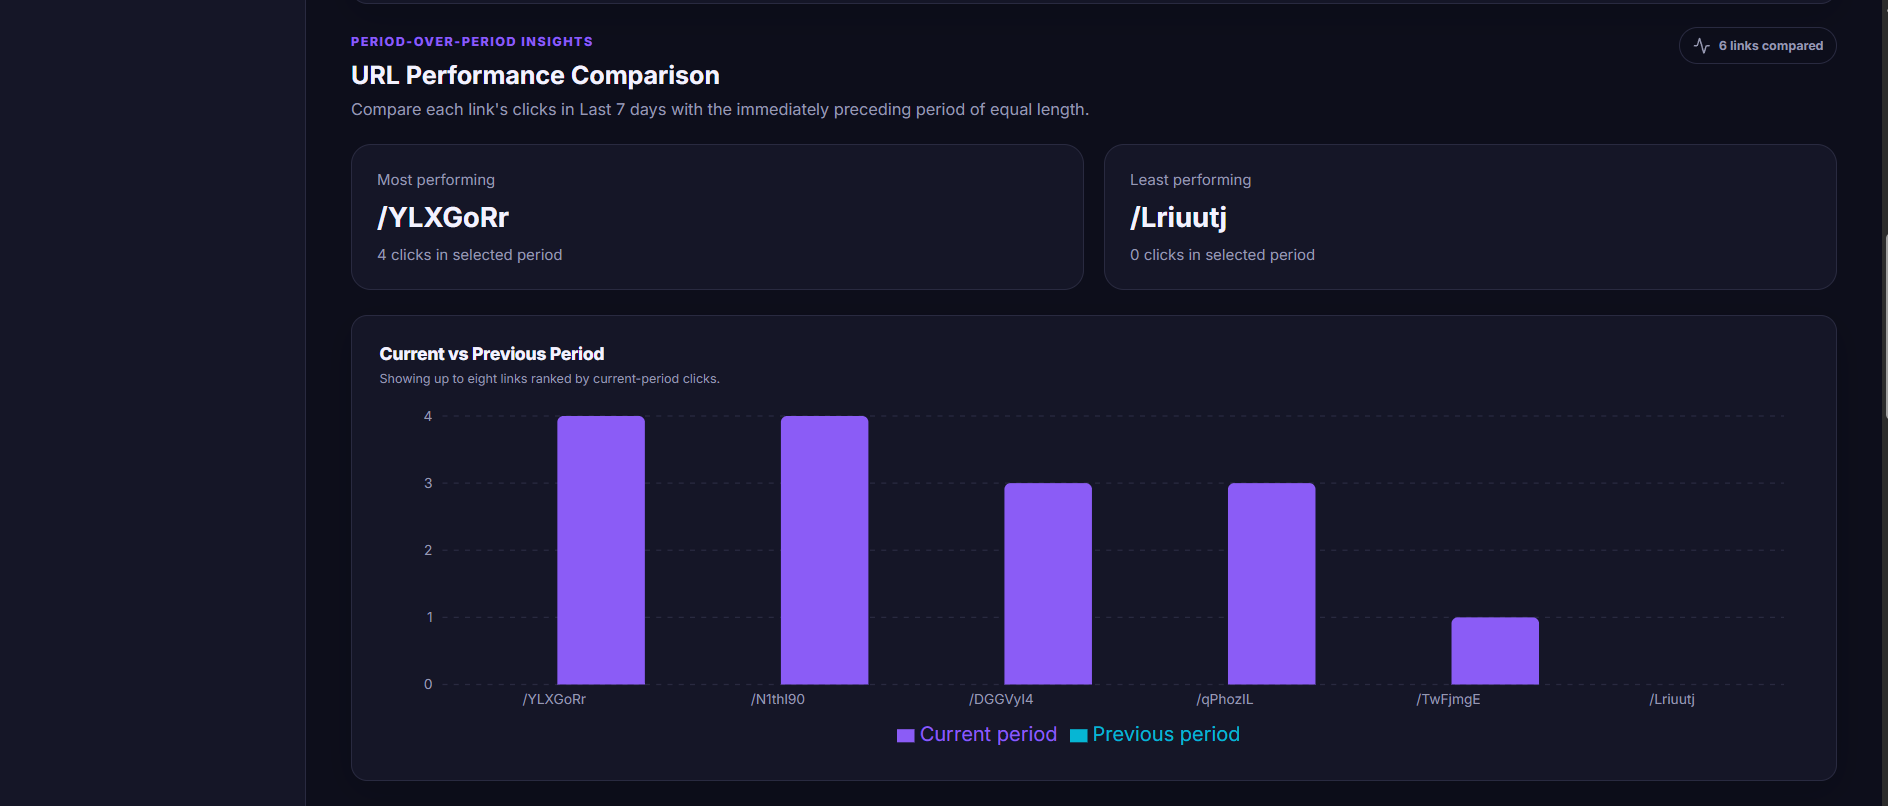 PERIOD-OVER-PERIOD INSIGHTS
6 links compared
URL Performance Comparison
Compare each link's clicks in Last 7 days with the immediately preceding period of equal length.
Most performing
/YLXGoRr
4 clicks in selected period
Least performing
/Lriuutj
0 clicks in selected period
Current vs Previous Period
Showing up to eight links ranked by current-period clicks.
4
3
2
1
0
/YLXGoRr
/N1thI90
/DGGVyI4
/qPhozIL
/TwFjmgE
/Lriuutj
Current period
Previous period